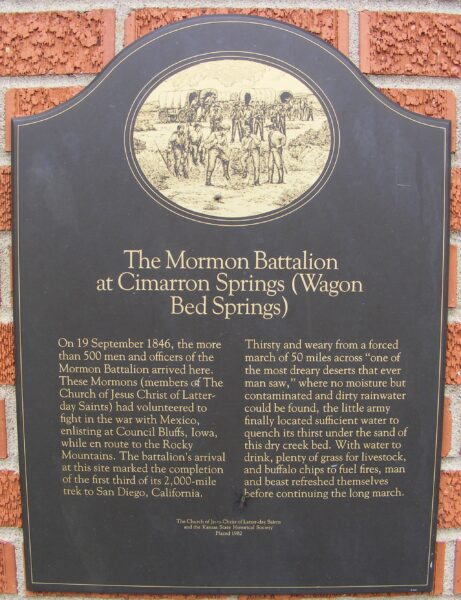 The Mormon Battalion
at Cimarron Springs (Wagon
Bed Springs)
On 19 September 1846, the more
than 500 men and officers of the
Mormon Battalion arrived here.
These Mormons (members of The
Church of Jesus Christ of Latter-
day Saints) had volunteered to
fight in the war with Mexico,
enlisting at Council Bluffs, Iowa,
while en route to the Rocky
Mountains. The battalion's arrival
at this site marked the completion
of the first third of its 2,000-mile
trek to San Diego, California.
Thirsty and weary from a forced
march of 50 miles across "one of
the most dreary deserts that ever
man saw," where no moisture but
contaminated and dirty rainwater
could be found, the little army
finally located sufficient water to
quench its thirst under the sand of
this dry creek bed. With water to
drink, plenty of grass for livestock,
and buffalo chips to fuel fires, man
and beast refreshed themselves
before continuing the long march.
The Church of Jesus Christ of Latter-day Saints
and the Kansas State Historical Society
Placed 1982